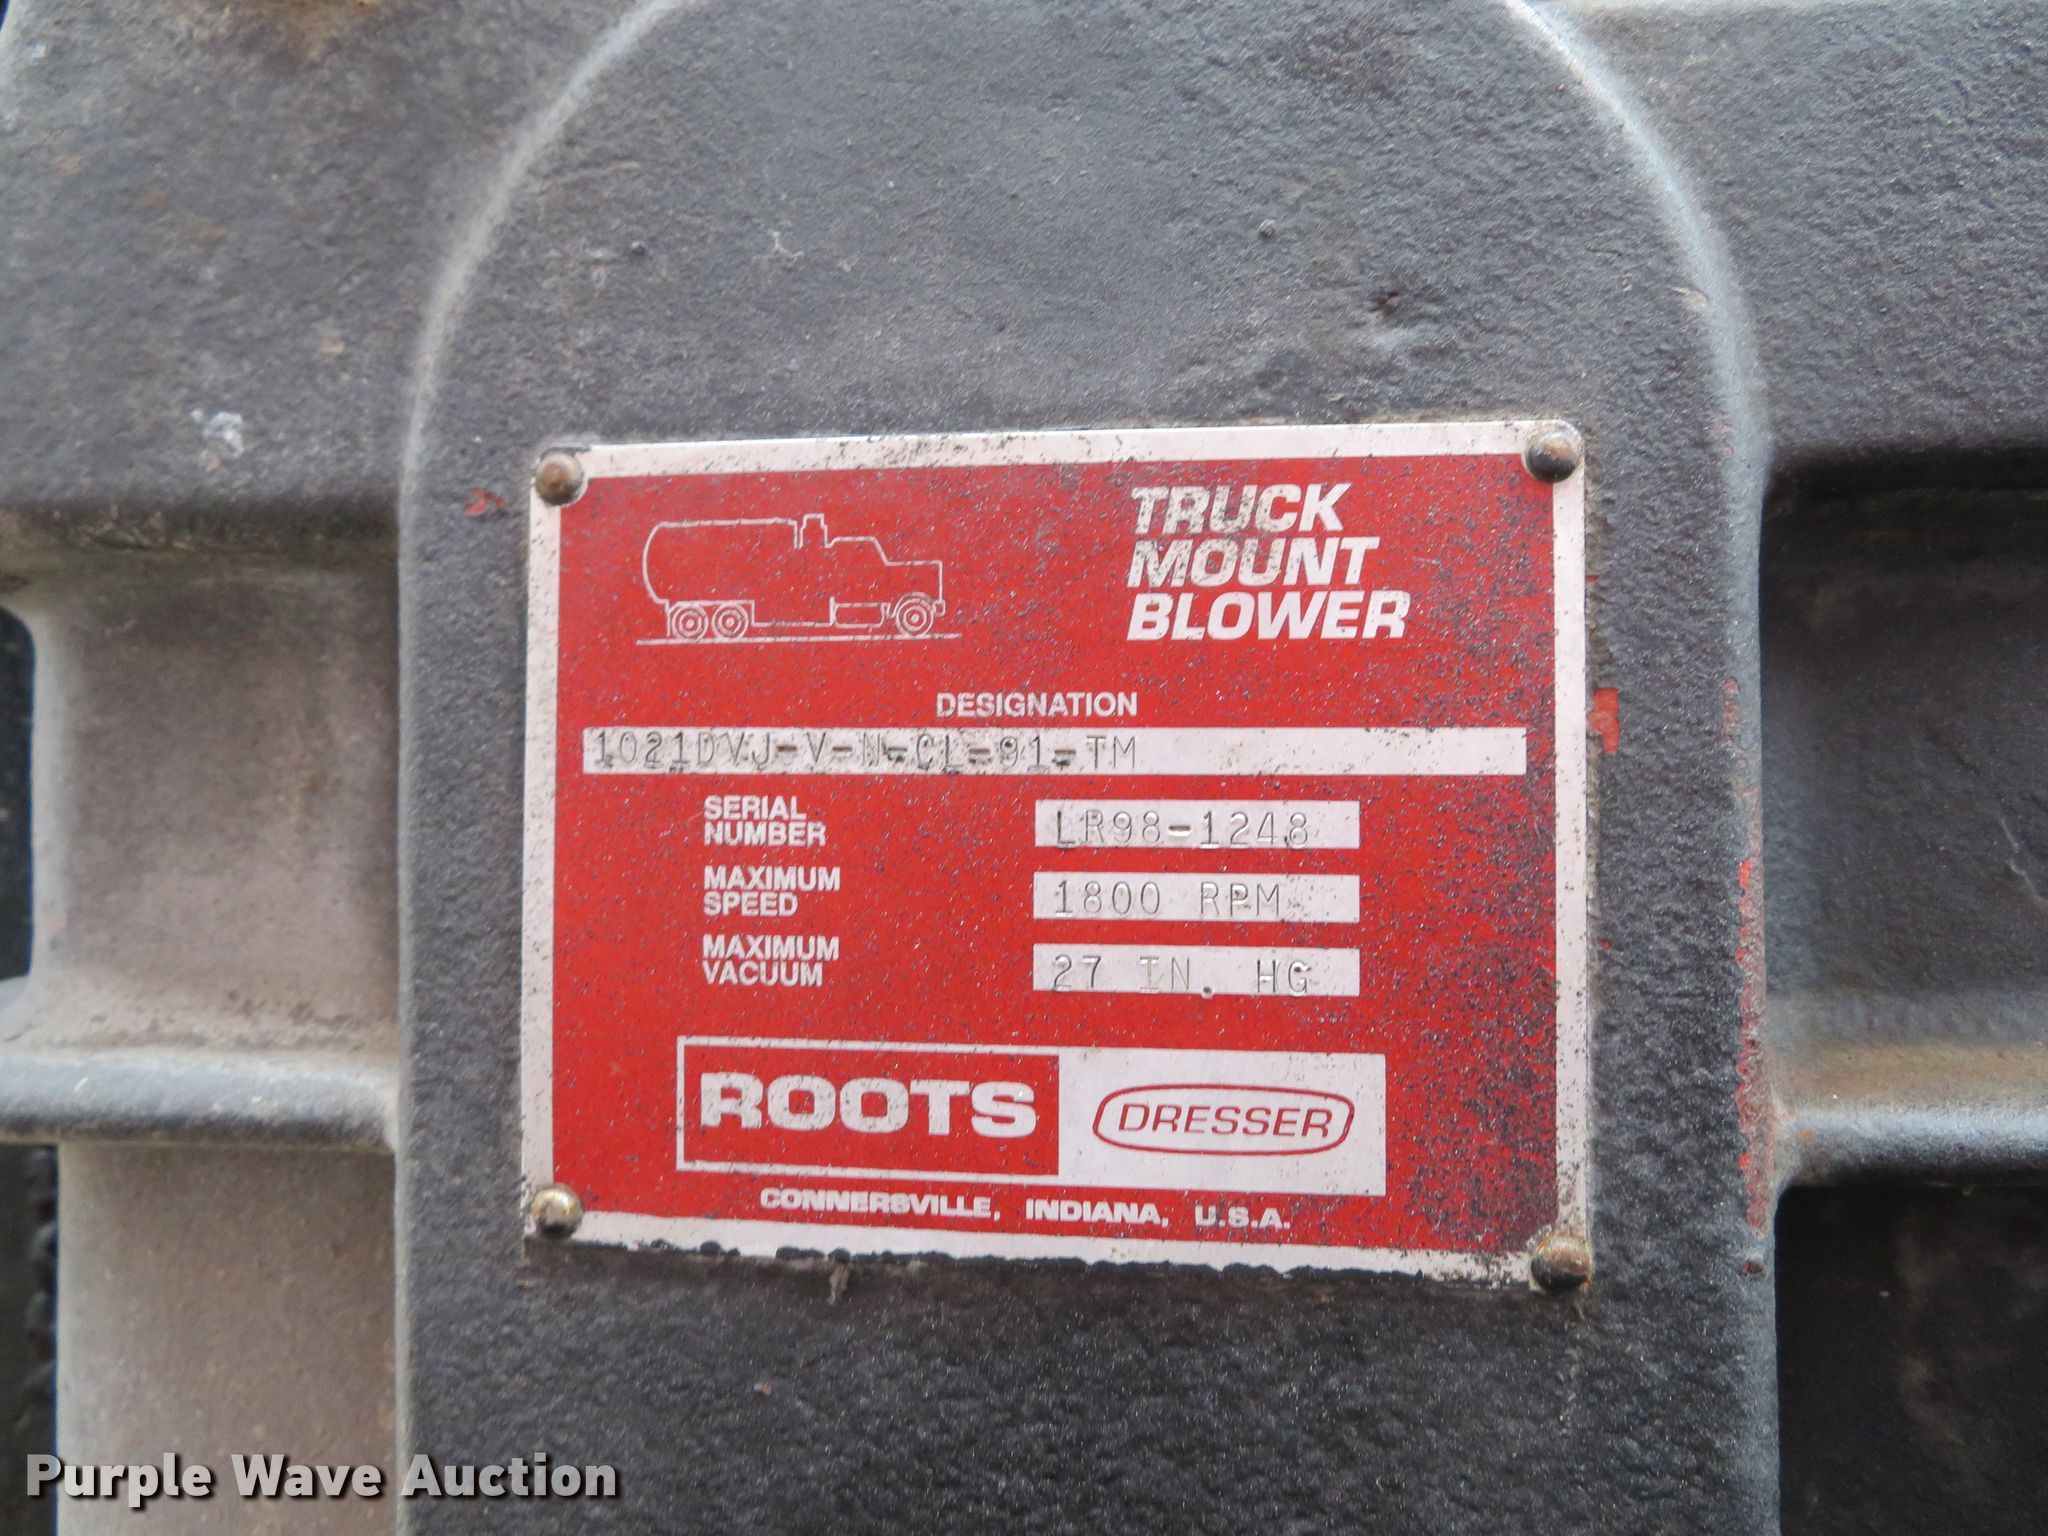 TRUCK
MOUNT
BLOWER
DESIGNATION
1021DVJ-V-N-CL-91-TM
SERIAL
NUMBER
LR98-1248
MAXIMUM
SPEED
1800 RPM
MAXIMUM
VACUUM
27 IN. HG
ROOTS
DRESSER
CONNERSVILLE, INDIANA, U.S.A.
Purple Wave Auction